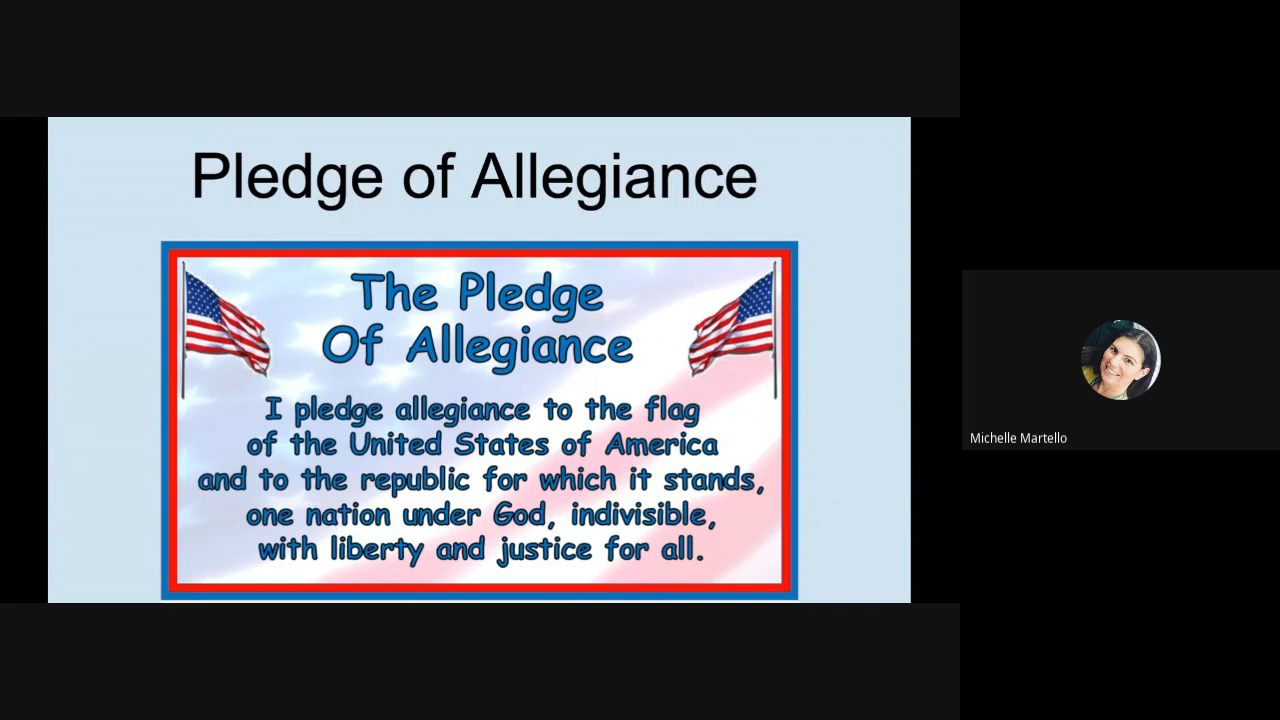 Pledge of Allegiance
The Pledge
Of Allegiance
I pledge allegiance to the flag
of the United States of America
and to the republic for which it stands,
one nation under God, indivisible,
with liberty and justice for all.
Michelle Martello